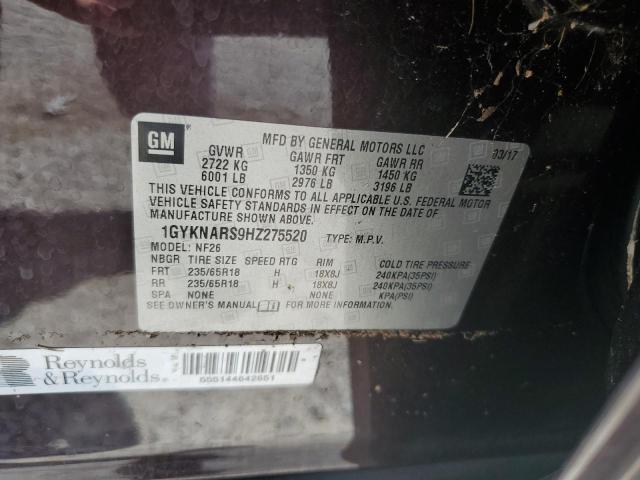 GM
MFD BY GENERAL MOTORS LLC
03/17
GVWR GAWR FRT GAWR RR
2722 KG 1350 KG 1450 KG
6001 LB 2976 LB 3196 LB
THIS VEHICLE CONFORMS TO ALL APPLICABLE U.S. FEDERAL MOTOR
VEHICLE SAFETY STANDARDS IN EFFECT ON THE DATE OF
MANUFACTURE SHOWN ABOVE.
1GYKNARS9HZ275520 TYPE: M.P.V.
MODEL: NF26
NBGR TIRE SIZE SPEED RTG RIM COLD TIRE PRESSURE
FRT 235/65R18 H 18X8J 240KPA(35PSI)
RR 235/65R18 H 18X8J 240KPA(35PSI)
SPA NONE NONE KPA(PSI)
SEE OWNER'S MANUAL FOR MORE INFORMATION.
Reynolds
& Reynolds